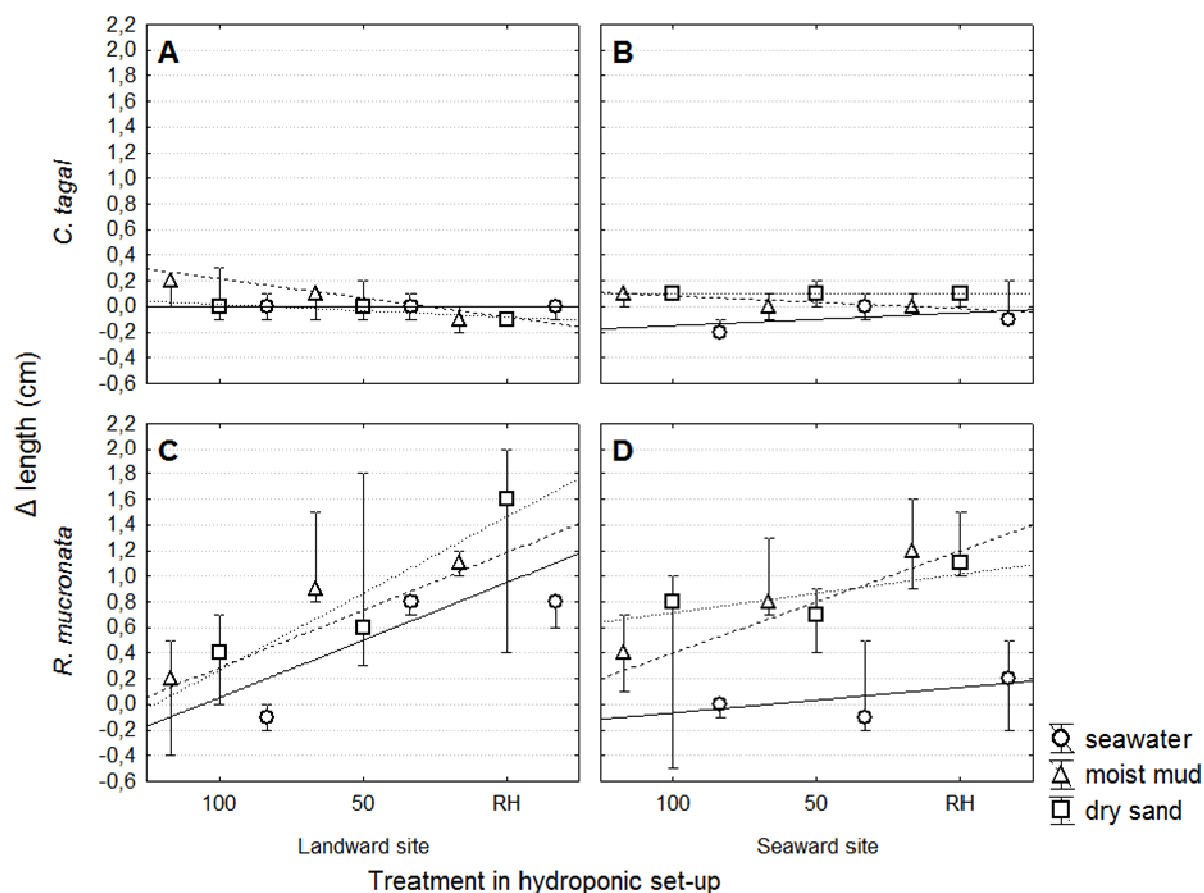 A
B
2,2
2,0
1,8
1,6
1,4
1,2
1,0
0,8
0,6
0,4
0,2
0,0
-0,2
-0,4
-0,6
C. tagal
Δ length (cm)
C
D
2,2
2,0
1,8
1,6
1,4
1,2
1,0
0,8
0,6
0,4
0,2
0,0
-0,2
-0,4
-0,6
R. mucronata
100 50 RH
100 50 RH
Landward site
Seaward site
Treatment in hydroponic set-up
seawater
moist mud
dry sand